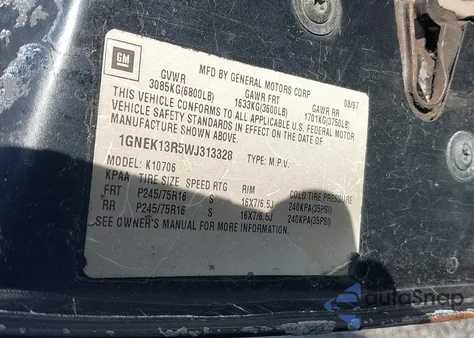 GM
MFD BY GENERAL MOTORS CORP 08/97
GVWR GAWR FRT GAWR RR
3085KG(6800LB) 1633KG(3600LB) 1701KG(3750LB)
THIS VEHICLE CONFORMS TO ALL APPLICABLE U.S. FEDERAL MOTOR
VEHICLE SAFETY STANDARDS IN EFFECT ON THE DATE OF
MANUFACTURE SHOWN ABOVE.
1GNEK13R5WJ313328 TYPE: M.P.V.
MODEL: K10706
KPAA TIRE SIZE SPEED RTG RIM COLD TIRE PRESSURE
FRT P245/75R16 S 16X7/6.5J 240KPA(35PSI)
RR P245/75R16 S 16X7/6.5J 240KPA(35PSI)
SEE OWNER'S MANUAL FOR MORE INFORMATION.
autoSnap